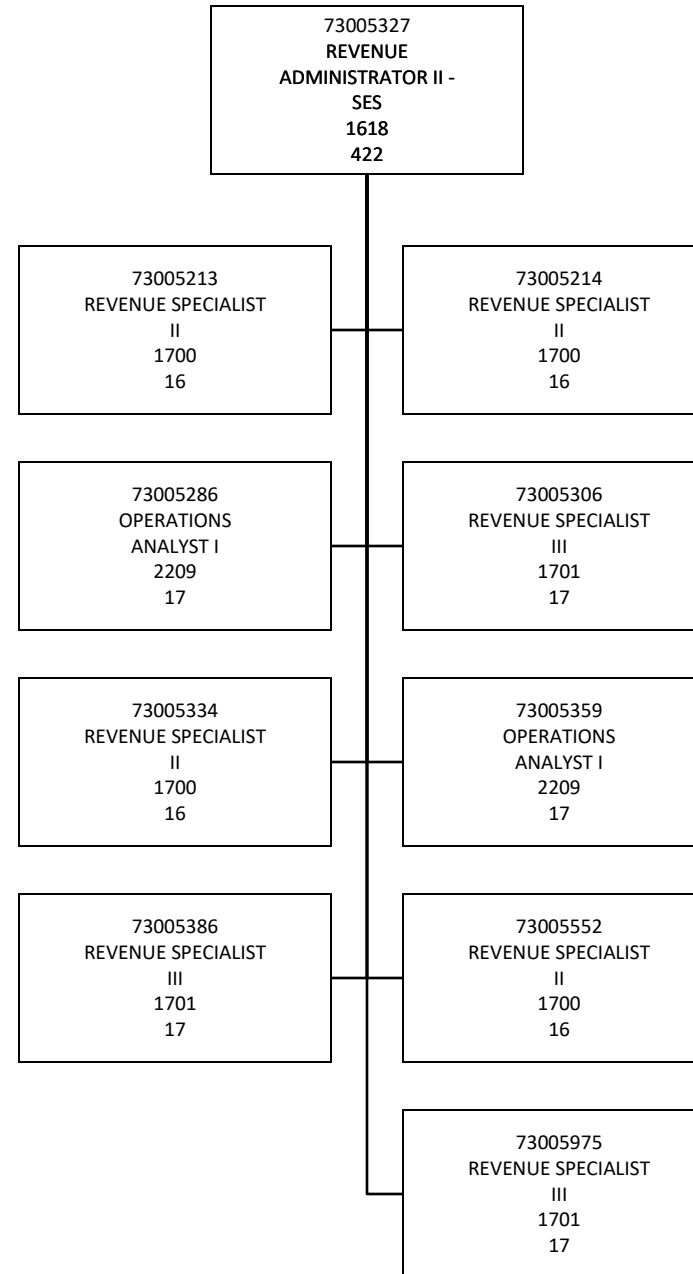 73005327
REVENUE
ADMINISTRATOR II -
SES
1618
422
73005213
REVENUE SPECIALIST
II
1700
16
73005214
REVENUE SPECIALIST
II
1700
16
73005286
OPERATIONS
ANALYST I
2209
17
73005306
REVENUE SPECIALIST
III
1701
17
73005334
REVENUE SPECIALIST
II
1700
16
73005359
OPERATIONS
ANALYST I
2209
17
73005386
REVENUE SPECIALIST
III
1701
17
73005552
REVENUE SPECIALIST
II
1700
16
73005975
REVENUE SPECIALIST
III
1701
17